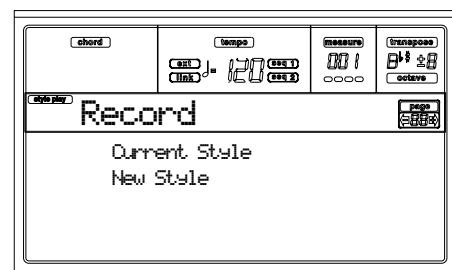 chord tempo measure transpose
ext seq 1
link ♩= 120 seq 2 001 B♭♯ ±8
octave
style play Record page
Current Style
New Style